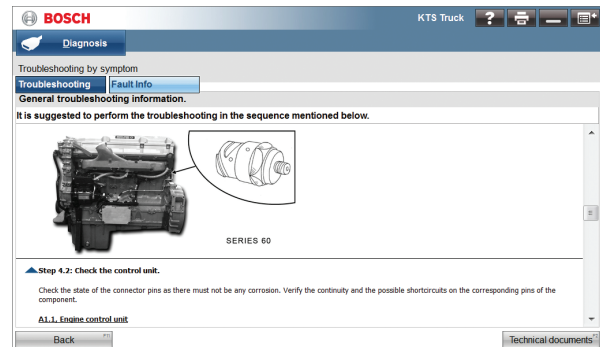 BOSCH
KTS Truck
?
Diagnosis
Troubleshooting by symptom
Troubleshooting
Fault Info
General troubleshooting information.
It is suggested to perform the troubleshooting in the sequence mentioned below.
SERIES 60
Step 4.2: Check the control unit.
Check the state of the connector pins as there must not be any corrosion. Verify the continuity and the possible shortcircuits on the corresponding pins of the
component.
A1.1, Engine control unit
Back
Technical documents